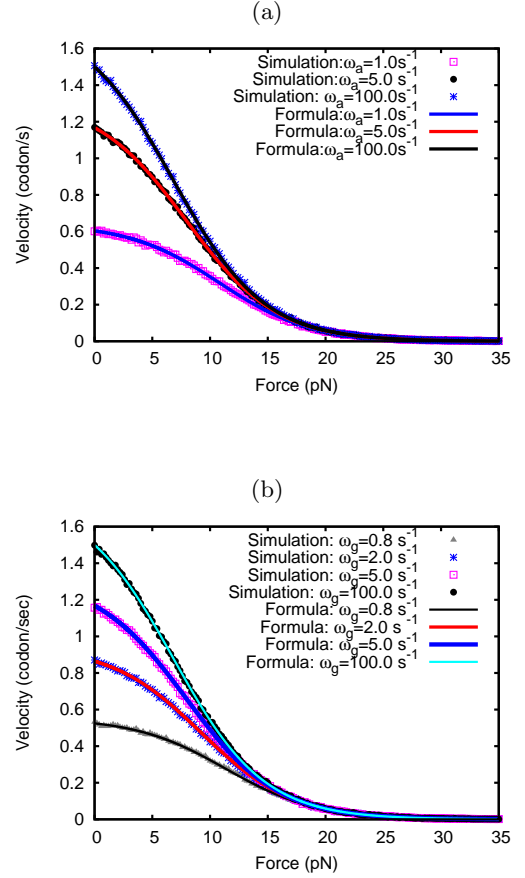 (a)
1.6
1.4
1.2
1
0.8
0.6
0.4
0.2
0
0 5 10 15 20 25 30 35
Velocity (codon/s)
Force (pN)
Simulation:ωa=1.0s-1
Simulation:ωa=5.0 s-1
Simulation: ωa=100.0s-1
Formula:ωa=1.0s-1
Formula:ωa=5.0s-1
Formula:ωa=100.0s-1
(b)
1.6
1.4
1.2
1
0.8
0.6
0.4
0.2
0
0 5 10 15 20 25 30 35
Velocity (codon/sec)
Force (pN)
Simulation: ωg=0.8 s-1
Simulation: ωg=2.0 s-1
Simulation: ωg=5.0 s-1
Simulation: ωg=100.0 s-1
Formula: ωg=0.8 s-1
Formula: ωg=2.0 s-1
Formula: ωg=5.0 s-1
Formula: ωg=100.0 s-1